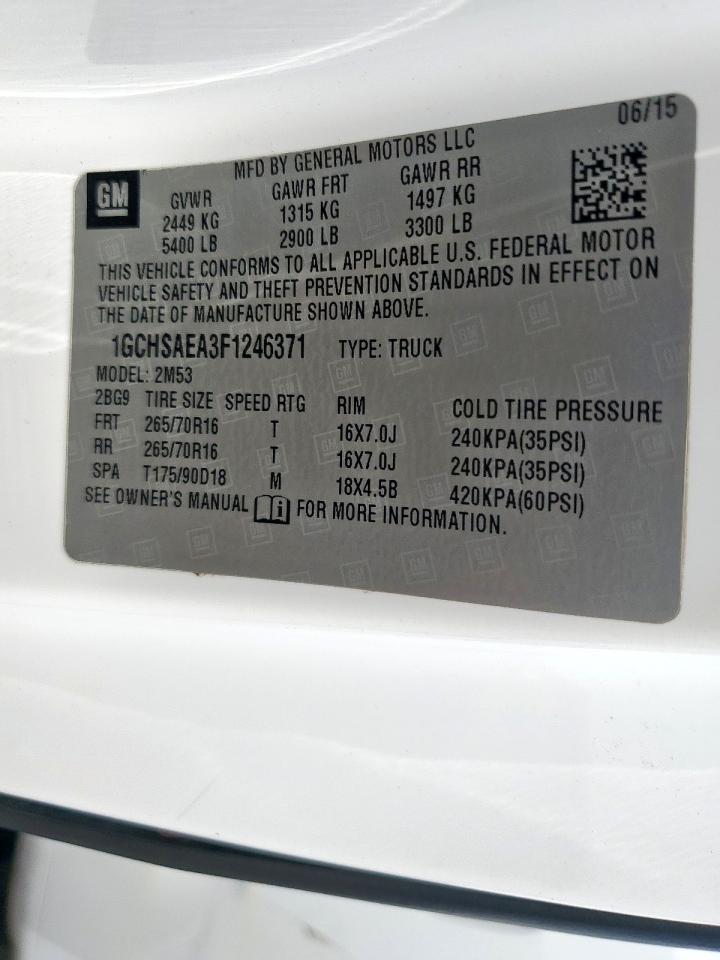 06/15
MFD BY GENERAL MOTORS LLC
GM
GVWR GAWR FRT GAWR RR
2449 KG 1315 KG 1497 KG
5400 LB 2900 LB 3300 LB
THIS VEHICLE CONFORMS TO ALL APPLICABLE U.S. FEDERAL MOTOR
VEHICLE SAFETY AND THEFT PREVENTION STANDARDS IN EFFECT ON
THE DATE OF MANUFACTURE SHOWN ABOVE.
1GCHSAEA3F1246371 TYPE: TRUCK
MODEL: 2M53
2BG9 TIRE SIZE SPEED RTG RIM COLD TIRE PRESSURE
FRT 265/70R16 T 16X7.0J 240KPA(35PSI)
RR 265/70R16 T 16X7.0J 240KPA(35PSI)
SPA T175/90D18 M 18X4.5B 420KPA(60PSI)
SEE OWNER'S MANUAL i FOR MORE INFORMATION.